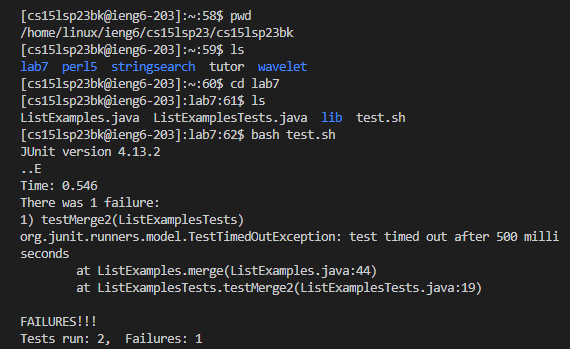 [cs15lsp23bk@ieng6-203]:~:58$ pwd
/home/linux/ieng6/cs15lsp23/cs15lsp23bk
[cs15lsp23bk@ieng6-203]:~:59$ ls
lab7  perl5  stringsearch  tutor  wavelet
[cs15lsp23bk@ieng6-203]:~:60$ cd lab7
[cs15lsp23bk@ieng6-203]:lab7:61$ ls
ListExamples.java  ListExamplesTests.java  lib  test.sh
[cs15lsp23bk@ieng6-203]:lab7:62$ bash test.sh
JUnit version 4.13.2
..E
Time: 0.546
There was 1 failure:
1) testMerge2(ListExamplesTests)
org.junit.runners.model.TestTimedOutException: test timed out after 500 milli
seconds
        at ListExamples.merge(ListExamples.java:44)
        at ListExamplesTests.testMerge2(ListExamplesTests.java:19)

FAILURES!!!
Tests run: 2,  Failures: 1